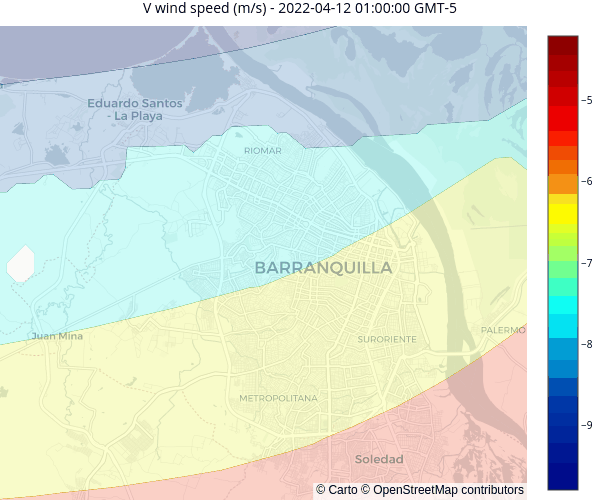 V wind speed (m/s) - 2022-04-12 01:00:00 GMT-5
Eduardo Santos
- La Playa
RIOMAR
BARRANQUILLA
Juan Mina
SURORIENTE
PALERMO
METROPOLITANA
Soledad
© Carto © OpenStreetMap contributors
−5
−6
−7
−8
−9